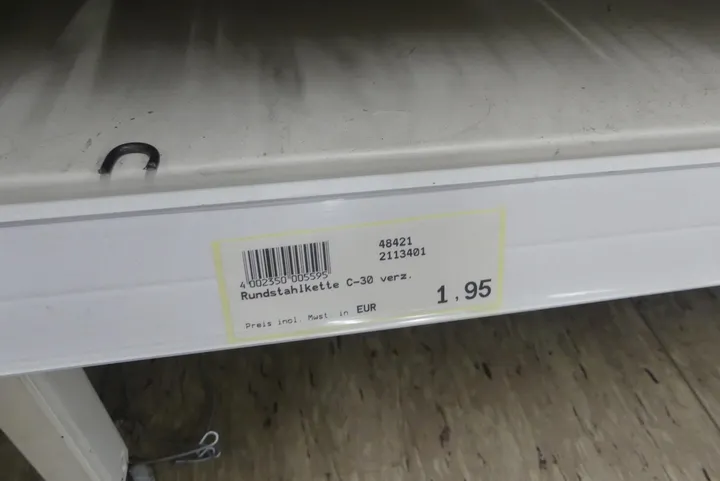 48421
2113401
4 002350 005595
Rundstahlkette C-30 verz.
Preis incl. Mwst in EUR
1,95